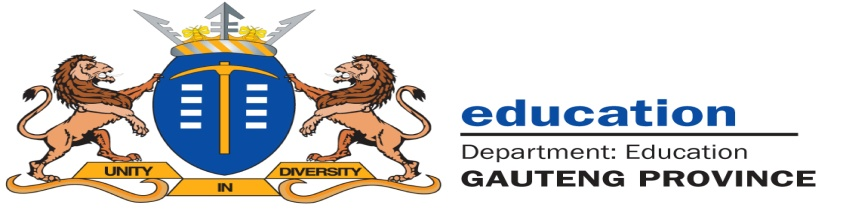 UNITY IN DIVERSITY
education
Department: Education
GAUTENG PROVINCE